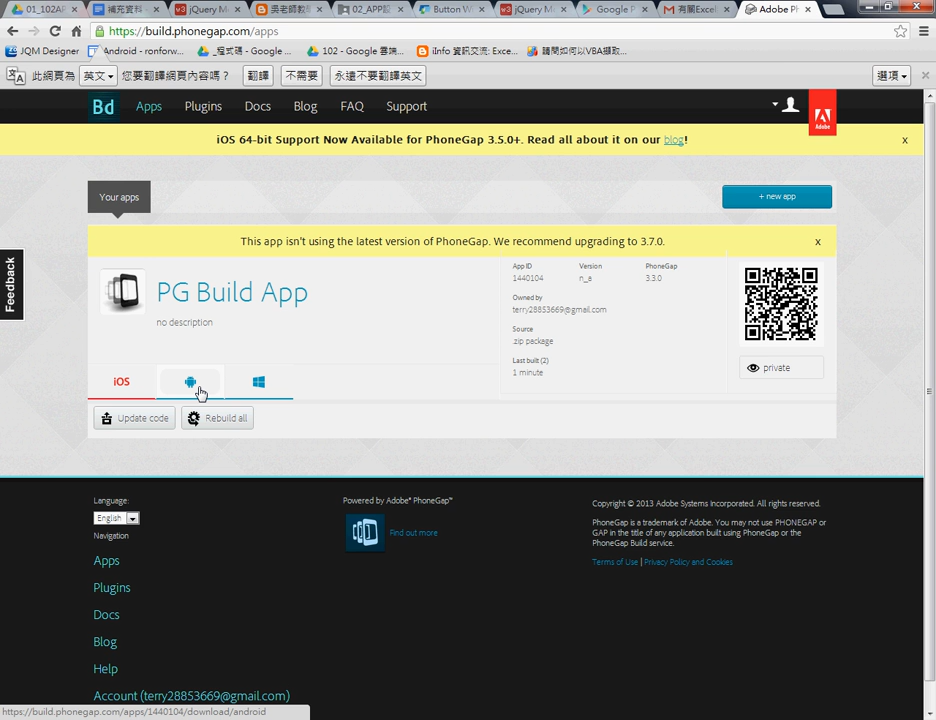 01_102AP
補充資料 -
jQuery M
吳老師教
02_APP設
Button W
jQuery M
Google P
有關Excel
Adobe Ph
https://build.phonegap.com/apps
JQM Designer
Android - ronforw...
_程式碼 - Google ...
102 - Google 雲端...
iInfo 資訊交流: Exce...
請問如何以VBA擷取...
此網頁為
英文
您要翻譯網頁內容嗎？
翻譯
不需要
永遠不要翻譯英文
選項
x
Bd
Apps
Plugins
Docs
Blog
FAQ
Support
Adobe
iOS 64-bit Support Now Available for PhoneGap 3.5.0+. Read all about it on our blog!
x
Your apps
+ new app
This app isn't using the latest version of PhoneGap. We recommend upgrading to 3.7.0.
x
PG Build App
no description
App ID
1440104
Version
n_a
PhoneGap
3.3.0
Owned by
terry28853669@gmail.com
Source
.zip package
Last built (2)
1 minute
private
iOS
Update code
Rebuild all
Feedback
Language:
English
Navigation
Apps
Plugins
Docs
Blog
Help
Account (terry28853669@gmail.com)
Powered by Adobe® PhoneGap™
Find out more
Copyright © 2013 Adobe Systems Incorporated. All rights reserved.
PhoneGap is a trademark of Adobe. You may not use PHONEGAP or
GAP in the title of any application built using PhoneGap or the
PhoneGap Build service.
Terms of Use | Privacy Policy and Cookies
https://build.phonegap.com/apps/1440104/download/android